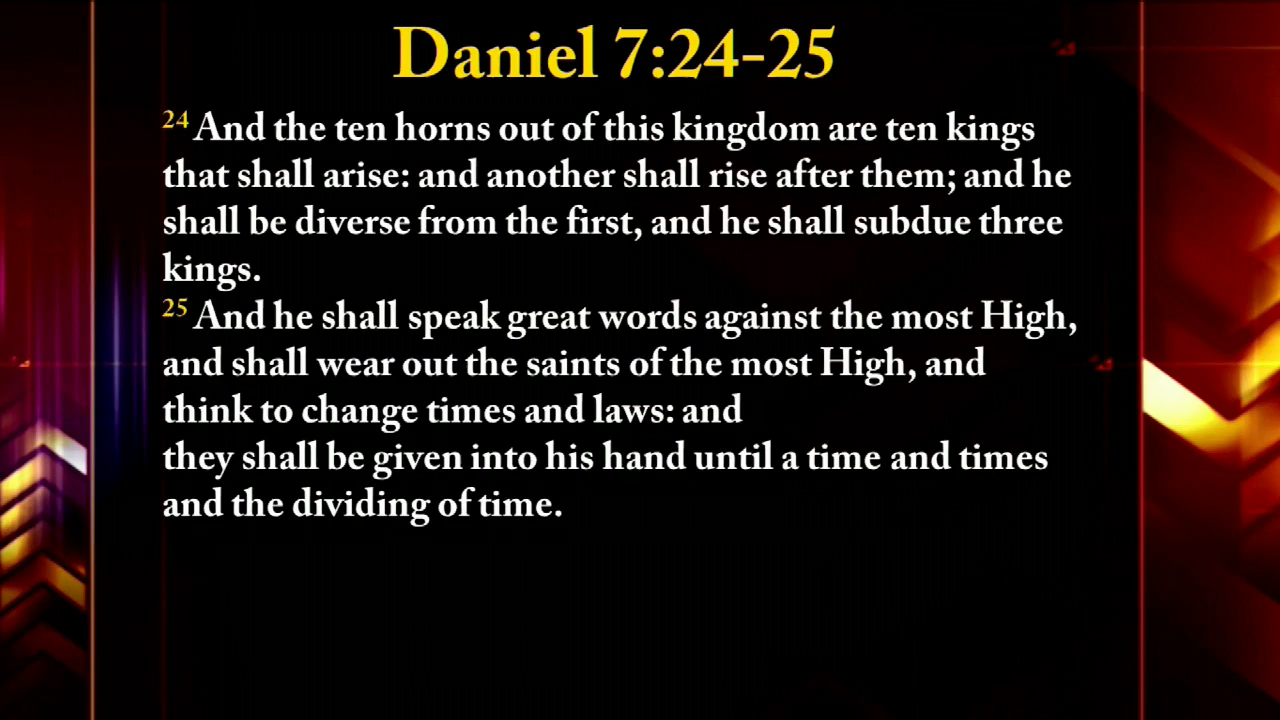 Daniel 7:24-25
24 And the ten horns out of this kingdom are ten kings
that shall arise: and another shall rise after them; and he
shall be diverse from the first, and he shall subdue three
kings.
25 And he shall speak great words against the most High,
and shall wear out the saints of the most High, and
think to change times and laws: and
they shall be given into his hand until a time and times
and the dividing of time.